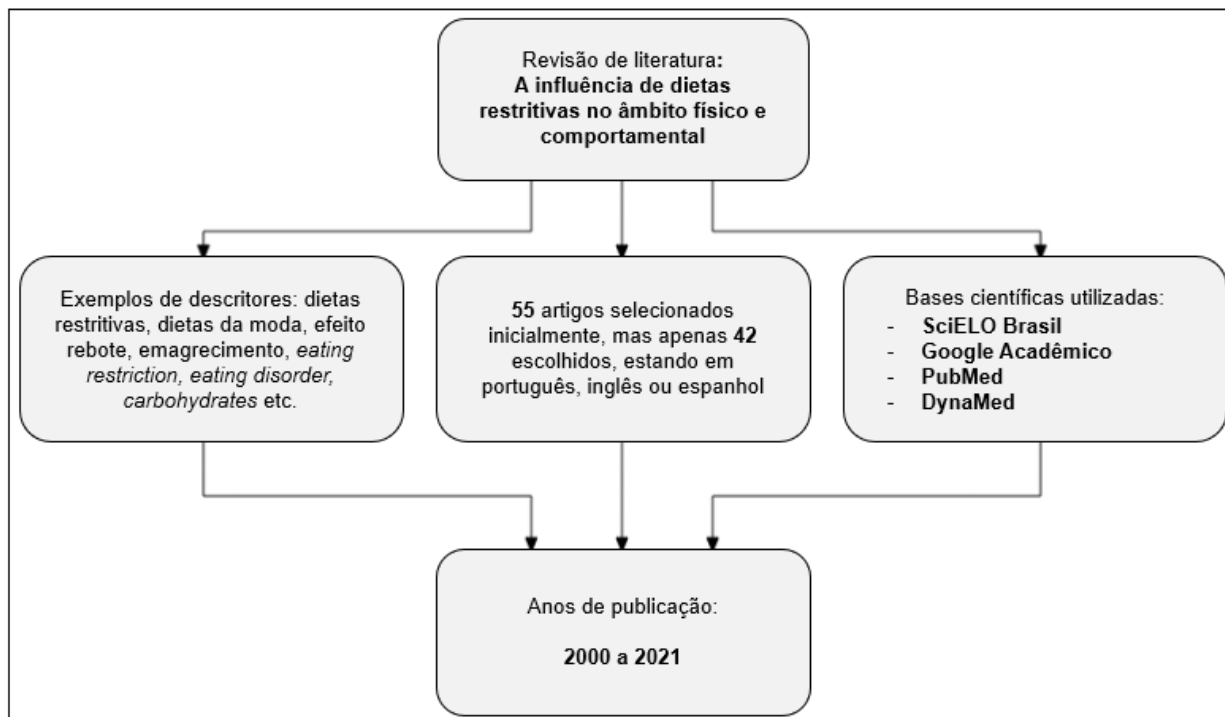 Revisão de literatura:
A influência de dietas
restritivas no âmbito físico e
comportamental
Exemplos de descritores: dietas
restritivas, dietas da moda, efeito
rebote, emagrecimento, eating
restriction, eating disorder,
carbohydrates etc.
55 artigos selecionados
inicialmente, mas apenas 42
escolhidos, estando em
português, inglês ou espanhol
Bases científicas utilizadas:
- SciELO Brasil
- Google Acadêmico
- PubMed
- DynaMed
Anos de publicação:
2000 a 2021